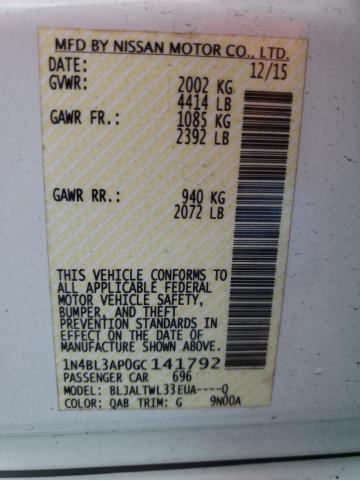 MFD BY NISSAN MOTOR CO., LTD.
DATE: 12/15
GVWR: 2002 KG
4414 LB
GAWR FR.: 1085 KG
2392 LB
GAWR RR.: 940 KG
2072 LB
THIS VEHICLE CONFORMS TO
ALL APPLICABLE FEDERAL
MOTOR VEHICLE SAFETY,
BUMPER, AND THEFT
PREVENTION STANDARDS IN
EFFECT ON THE DATE OF
MANUFACTURE SHOWN ABOVE.
1N4BL3AP0GC141792
PASSENGER CAR 696
MODEL: BLJALTWL33EUA----Q
COLOR: QAB TRIM: G 9N00A